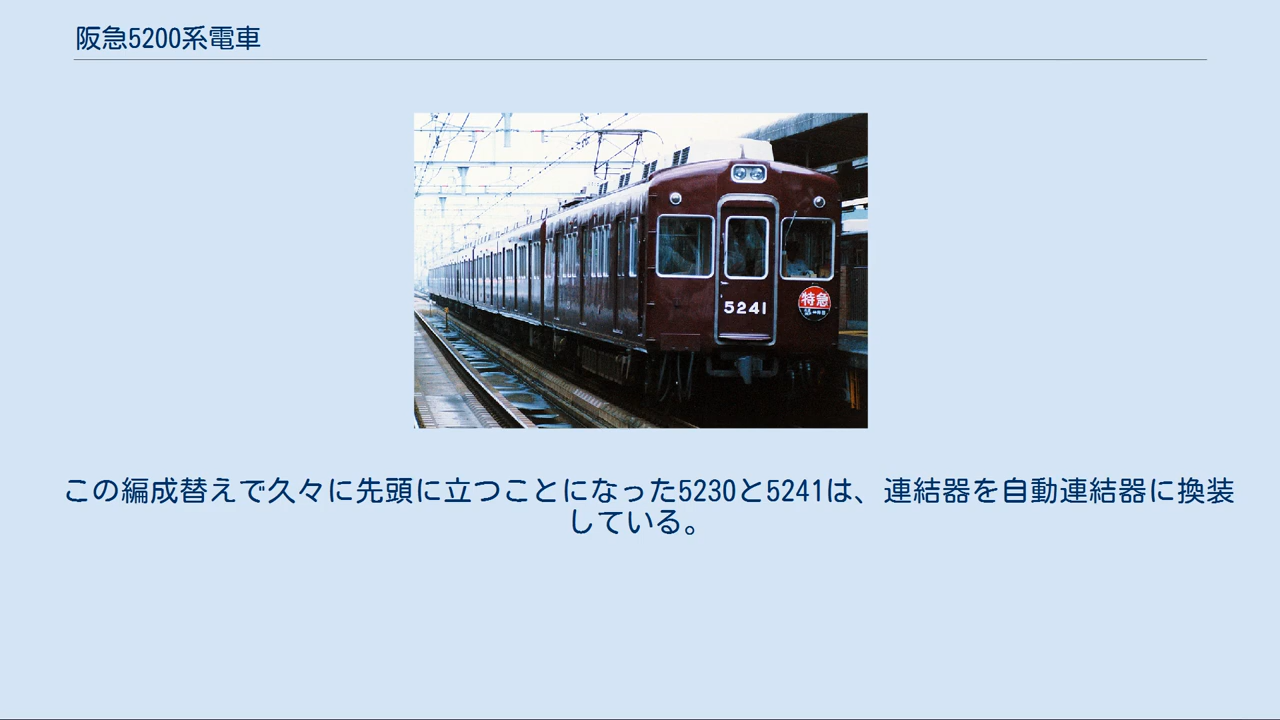 阪急5200系電車
特急
5241
この編成替えで久々に先頭に立つことになった5230と5241は、連結器を自動連結器に換装
している。